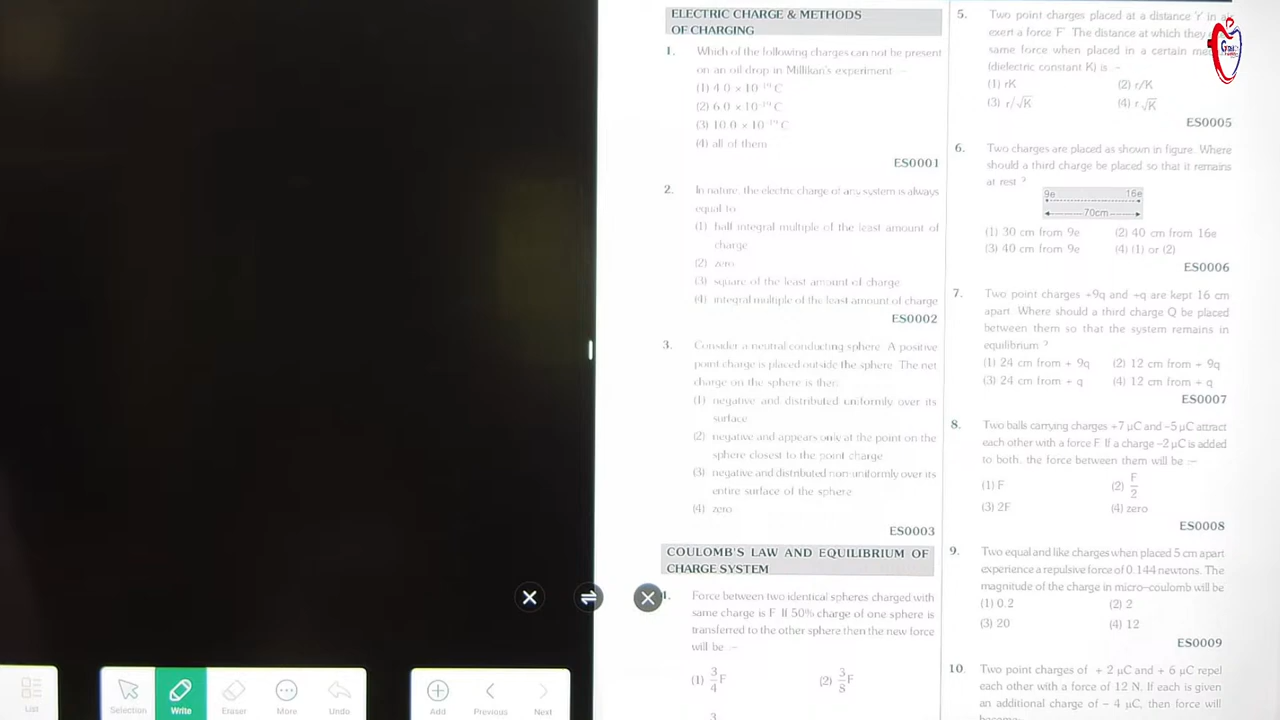 ELECTRIC CHARGE & METHODS
OF CHARGING
1. Which of the following charges can not be present
on an oil drop in Millikan's experiment :-
(1) 4.0 × 10⁻¹⁹ C
(2) 6.0 × 10⁻¹⁹ C
(3) 10.0 × 10⁻¹⁹ C
(4) all of them
ES0001
2. In nature, the electric charge of any system is always
equal to
(1) half integral multiple of the least amount of
charge
(2) zero
(3) square of the least amount of charge
(4) integral multiple of the least amount of charge
ES0002
3. Consider a neutral conducting sphere. A positive
point charge is placed outside the sphere. The net
charge on the sphere is then:
(1) negative and distributed uniformly over its
surface
(2) negative and appears only at the point on the
sphere closest to the point charge
(3) negative and distributed non-uniformly over its
entire surface of the sphere
(4) zero
ES0003
COULOMB'S LAW AND EQUILIBRIUM OF
CHARGE SYSTEM
Force between two identical spheres charged with
same charge is F. If 50% charge of one sphere is
transferred to the other sphere then the new force
will be :-
(1) 3/4 F (2) 3/8 F
3
5. Two point charges placed at a distance 'r' in air
exert a force 'F'. The distance at which they
same force when placed in a certain
(dielectric constant K) is :-
(1) rK (2) r/K
(3) r/√K (4) r√K
ES0005
6. Two charges are placed as shown in figure. Where
should a third charge be placed so that it remains
at rest ?
9e 16e
70cm
(1) 30 cm from 9e (2) 40 cm from 16e
(3) 40 cm from 9e (4) (1) or (2)
ES0006
7. Two point charges +9q and +q are kept 16 cm
apart. Where should a third charge Q be placed
between them so that the system remains in
equilibrium ?
(1) 24 cm from + 9q (2) 12 cm from + 9q
(3) 24 cm from + q (4) 12 cm from + q
ES0007
8. Two balls carrying charges +7 μC and -5 μC attract
each other with a force F. If a charge -2 μC is added
to both, the force between them will be :-
(1) F (2) F/2
(3) 2F (4) zero
ES0008
9. Two equal and like charges when placed 5 cm apart
experience a repulsive force of 0.144 newtons. The
magnitude of the charge in micro-coulomb will be
(1) 0.2 (2) 2
(3) 20 (4) 12
ES0009
10. Two point charges of + 2 μC and + 6 μC repel
each other with a force of 12 N. If each is given
an additional charge of - 4 μC, then force will
List Selection Write Eraser More Undo Add Previous Next